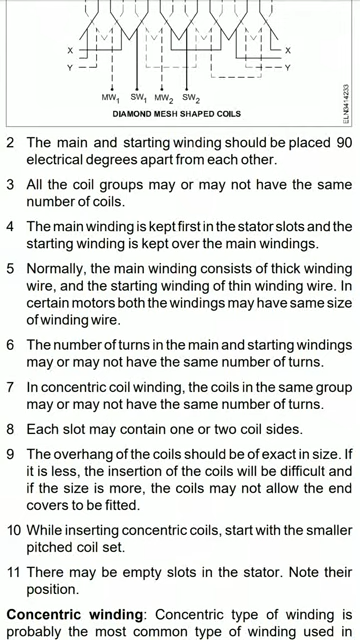 X
X
Y
Y
MW1 SW1 MW2 SW2
DIAMOND MESH SHAPED COILS
ELN3414233
2 The main and starting winding should be placed 90
electrical degrees apart from each other.
3 All the coil groups may or may not have the same
number of coils.
4 The main winding is kept first in the stator slots and the
starting winding is kept over the main windings.
5 Normally, the main winding consists of thick winding
wire, and the starting winding of thin winding wire. In
certain motors both the windings may have same size
of winding wire.
6 The number of turns in the main and starting windings
may or may not have the same number of turns.
7 In concentric coil winding, the coils in the same group
may or may not have the same number of turns.
8 Each slot may contain one or two coil sides.
9 The overhang of the coils should be of exact in size. If
it is less, the insertion of the coils will be difficult and
if the size is more, the coils may not allow the end
covers to be fitted.
10 While inserting concentric coils, start with the smaller
pitched coil set.
11 There may be empty slots in the stator. Note their
position.
Concentric winding: Concentric type of winding is
probably the most common type of winding used in